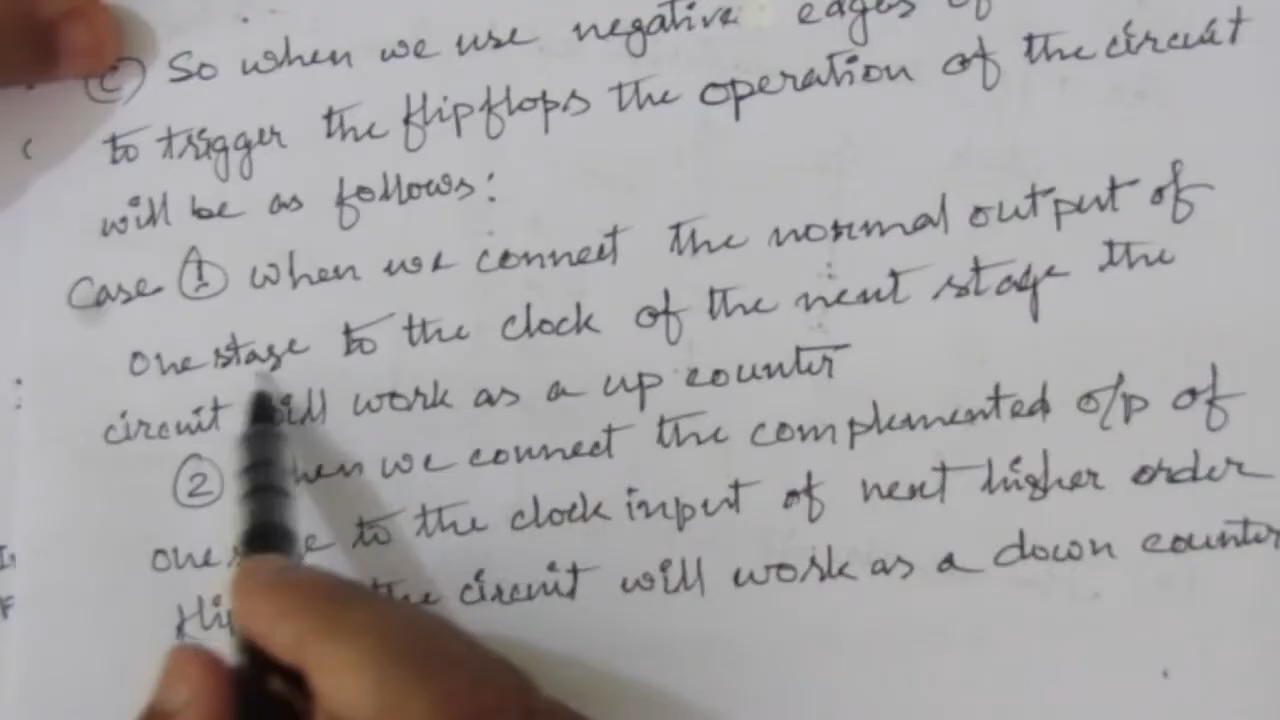 (C) So when we use negative edges of
to trigger the flipflops the operation of the circuit
will be as follows:
Case ① when we connect the normal output of
one stage to the clock of the next stage the
circuit will work as a up counter
② when we connect the complemented o/p of
one to the clock input of next higher order
the circuit will work as a down counter